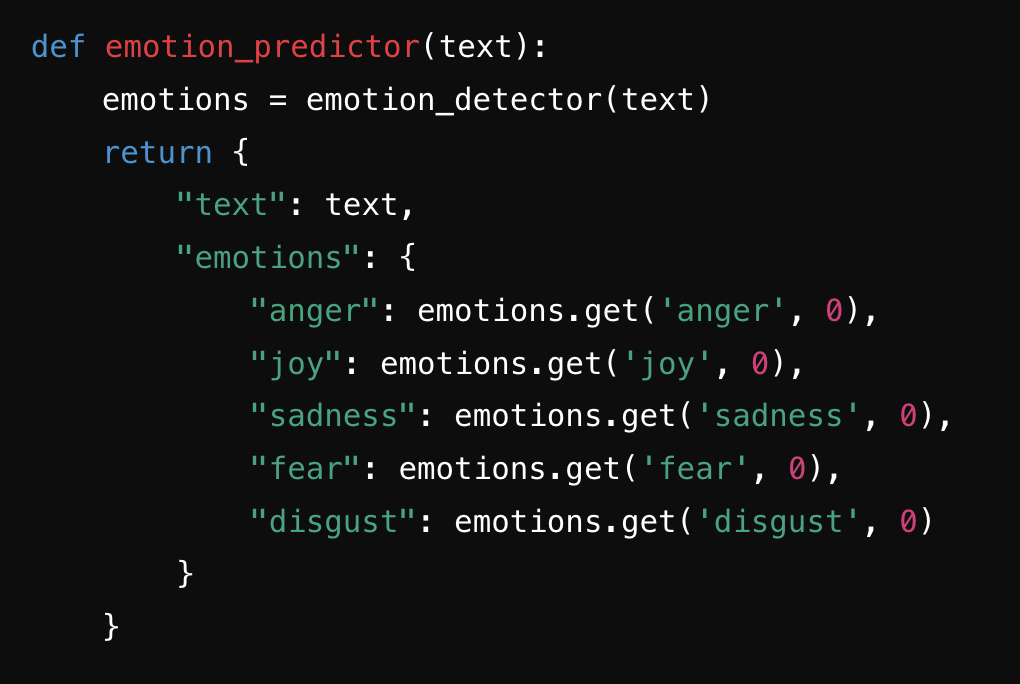 def emotion_predictor(text):
    emotions = emotion_detector(text)
    return {
        "text": text,
        "emotions": {
            "anger": emotions.get('anger', 0),
            "joy": emotions.get('joy', 0),
            "sadness": emotions.get('sadness', 0),
            "fear": emotions.get('fear', 0),
            "disgust": emotions.get('disgust', 0)
        }
    }